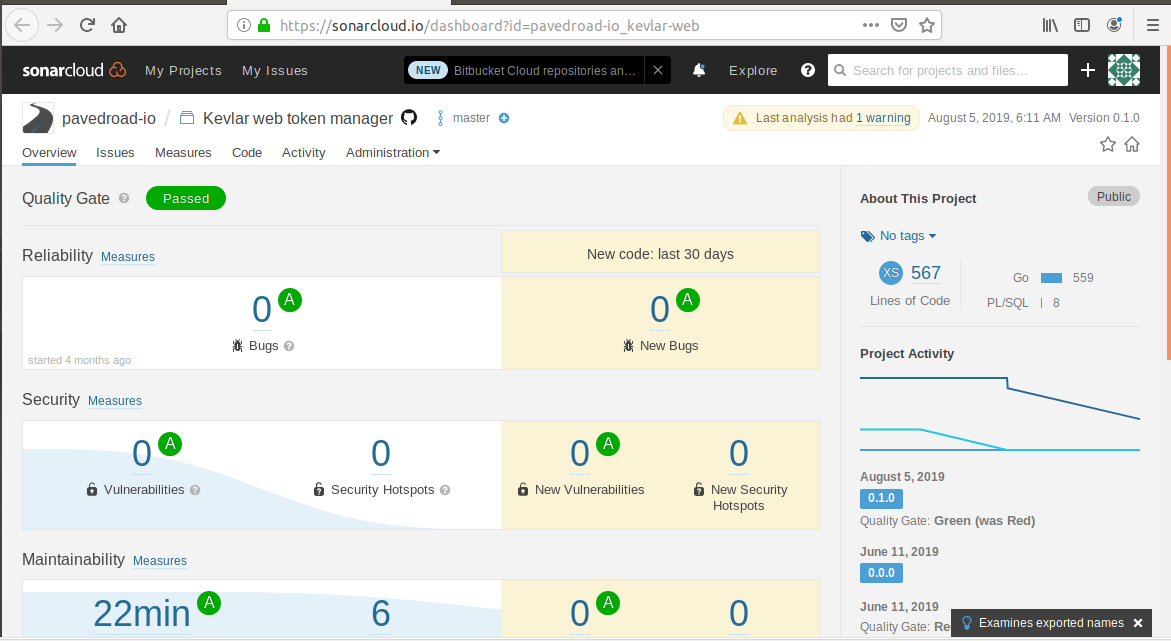 https://sonarcloud.io/dashboard?id=pavedroad-io_kevlar-web
sonarcloud My Projects My Issues NEW Bitbucket Cloud repositories an… Explore Search for projects and files...
pavedroad-io / Kevlar web token manager master Last analysis had 1 warning August 5, 2019, 6:11 AM Version 0.1.0
Overview Issues Measures Code Activity Administration
Quality Gate Passed
Reliability Measures
New code: last 30 days
0 A
Bugs
started 4 months ago
0 A
New Bugs
Security Measures
0 A
Vulnerabilities
0
Security Hotspots
0 A
New Vulnerabilities
0
New Security
Hotspots
Maintainability Measures
22min A
6
0 A
0
About This Project Public
No tags
XS 567
Lines of Code
Go 559
PL/SQL 8
Project Activity
August 5, 2019
0.1.0
Quality Gate: Green (was Red)
June 11, 2019
0.0.0
June 11, 2019
Quality Gate:
Examines exported names